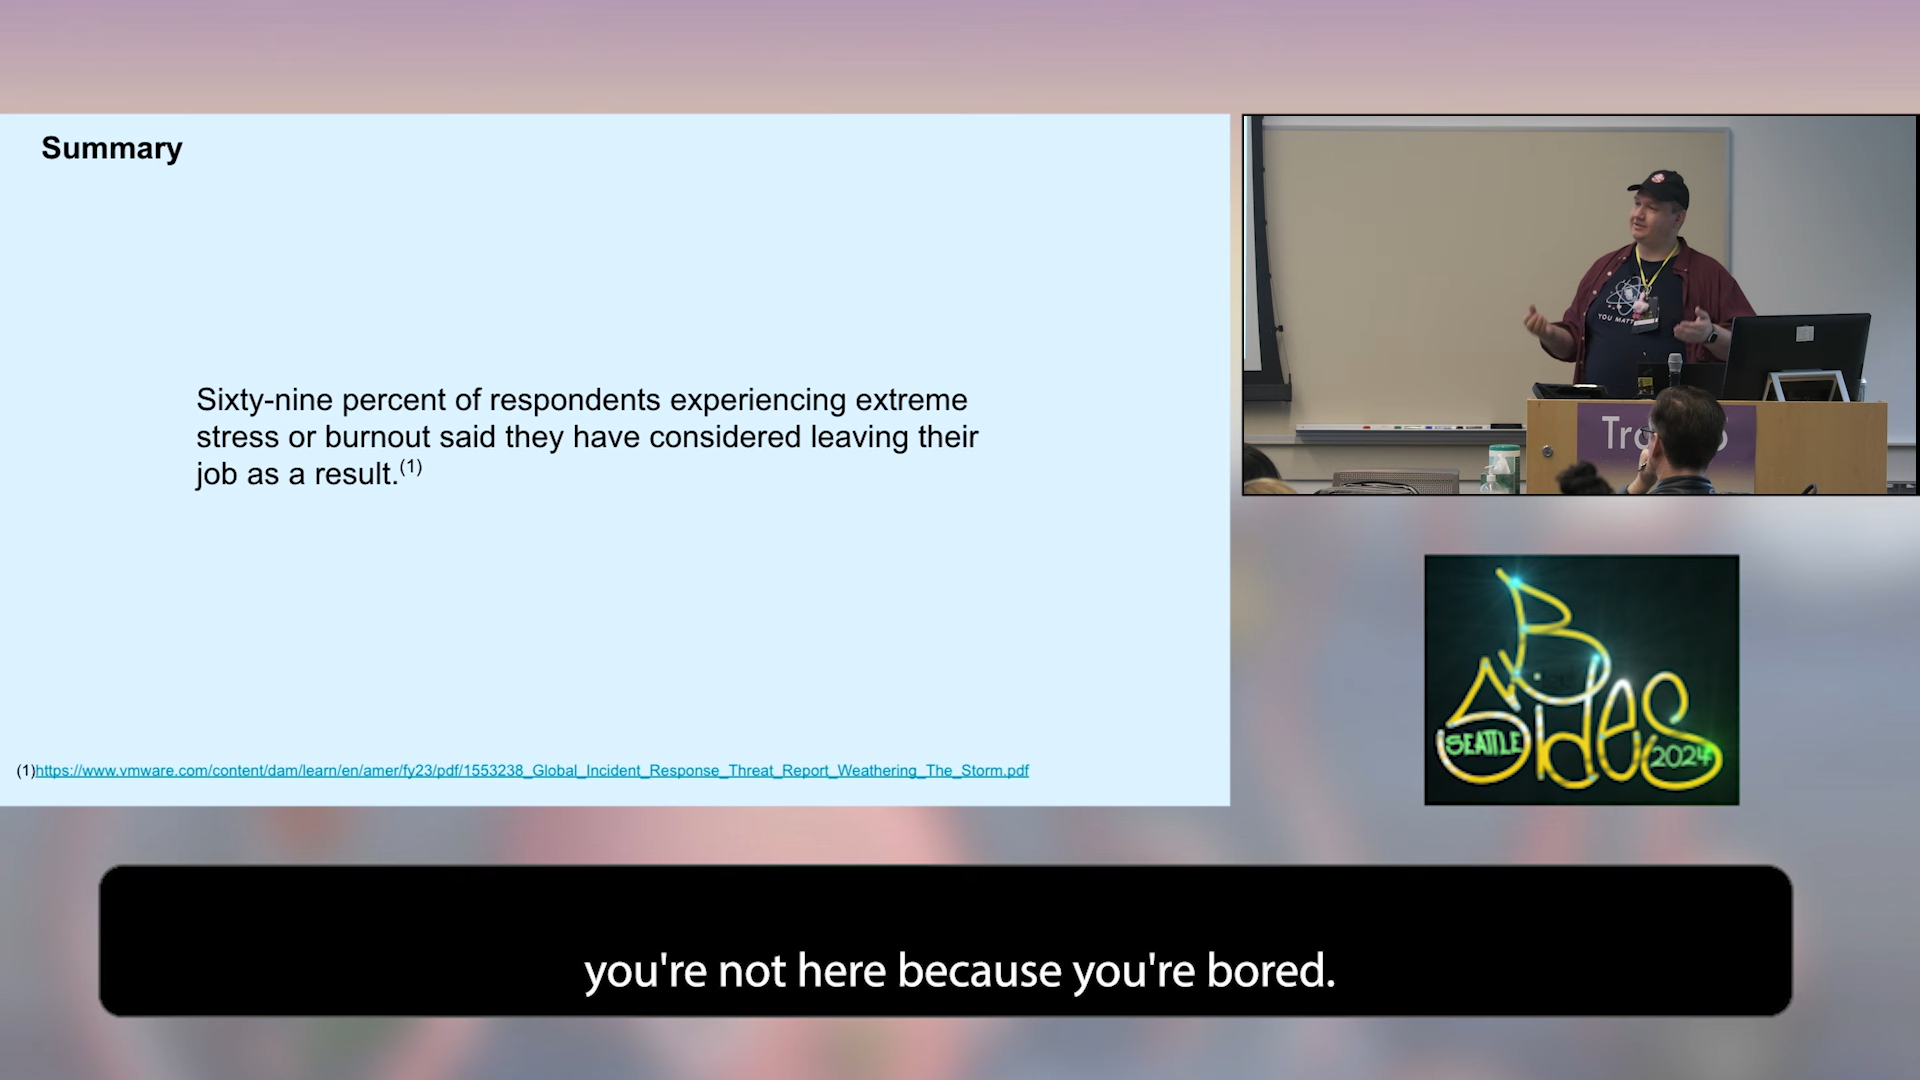 Summary
Sixty-nine percent of respondents experiencing extreme
stress or burnout said they have considered leaving their
job as a result.(1)
(1)https://www.vmware.com/content/dam/learn/en/amer/fy23/pdf/1553238_Global_Incident_Response_Threat_Report_Weathering_The_Storm.pdf
YOU
BSides
SEATTLE
2024
you're not here because you're bored.